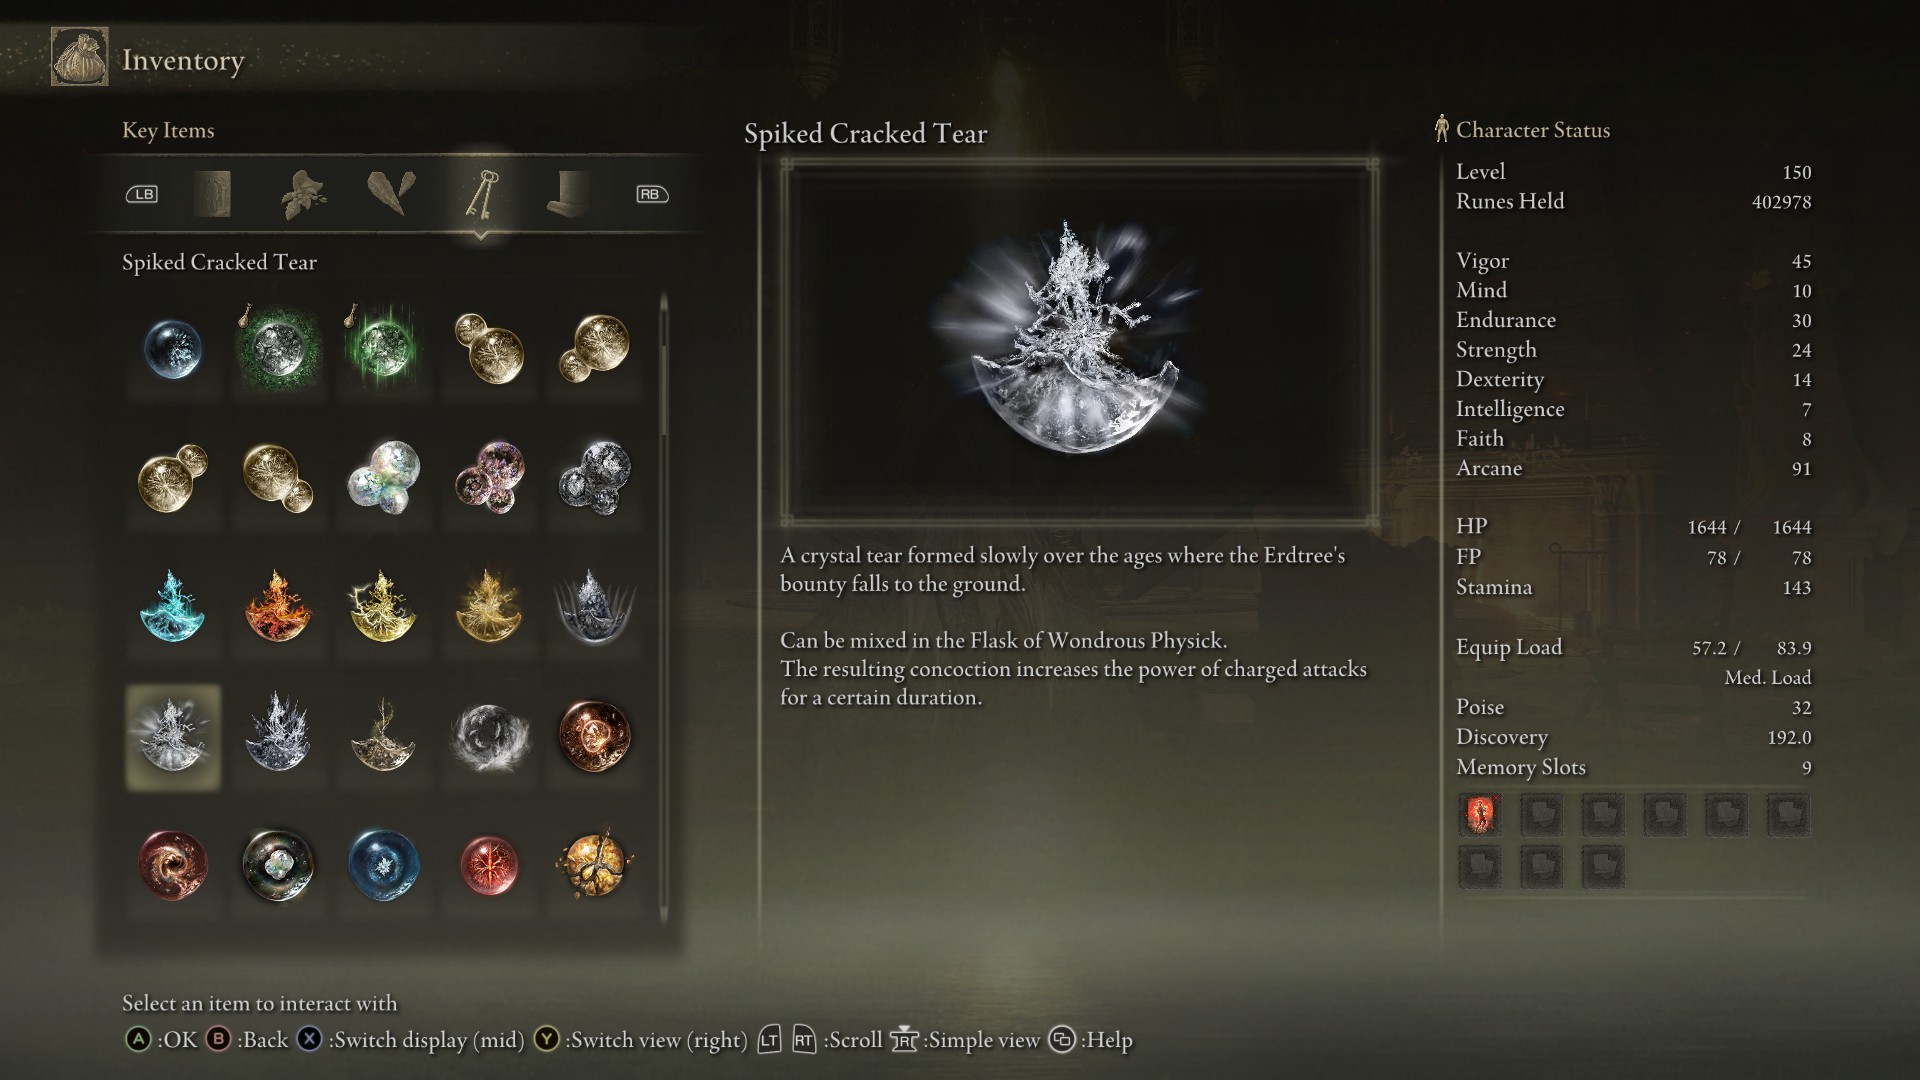 Inventory
Key Items
LB
RB
Spiked Cracked Tear
Spiked Cracked Tear
A crystal tear formed slowly over the ages where the Erdtree's
bounty falls to the ground.
Can be mixed in the Flask of Wondrous Physick.
The resulting concoction increases the power of charged attacks
for a certain duration.
Character Status
Level 150
Runes Held 402978
Vigor 45
Mind 10
Endurance 30
Strength 24
Dexterity 14
Intelligence 7
Faith 8
Arcane 91
HP 1644 / 1644
FP 78 / 78
Stamina 143
Equip Load 57.2 / 83.9
Med. Load
Poise 32
Discovery 192.0
Memory Slots 9
Select an item to interact with
A :OK B :Back X :Switch display (mid) Y :Switch view (right) LT RT :Scroll R :Simple view :Help